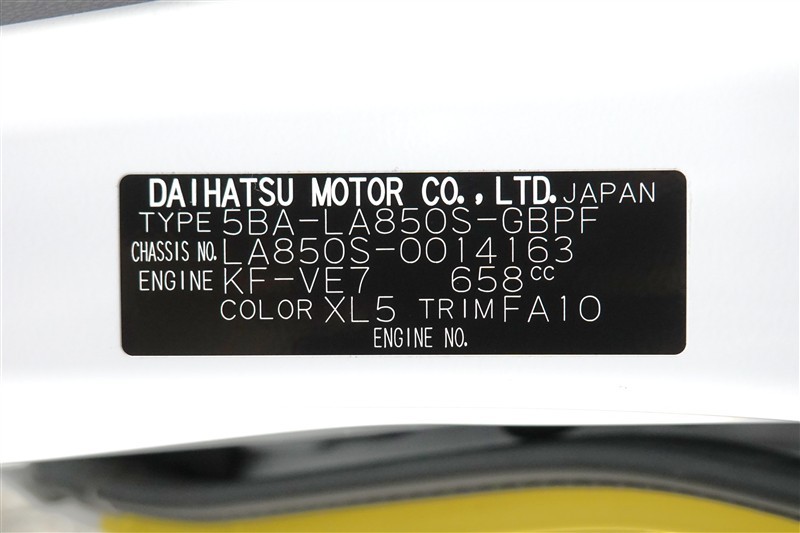 DAIHATSU MOTOR CO., LTD. JAPAN
TYPE 5BA-LA850S-GBPF
CHASSIS NO. LA850S-0014163
ENGINE KF-VE7 658cc
COLOR XL5 TRIM FA10
ENGINE NO.